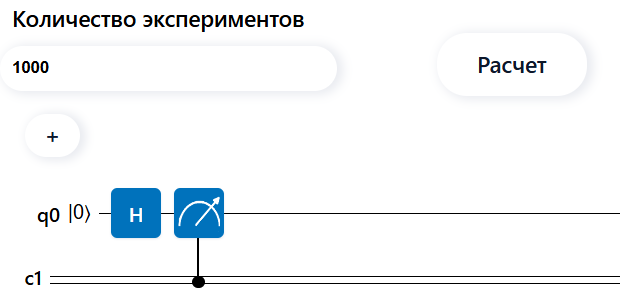 Количество экспериментов
1000
Расчет
+
q0 |0⟩ H
c1